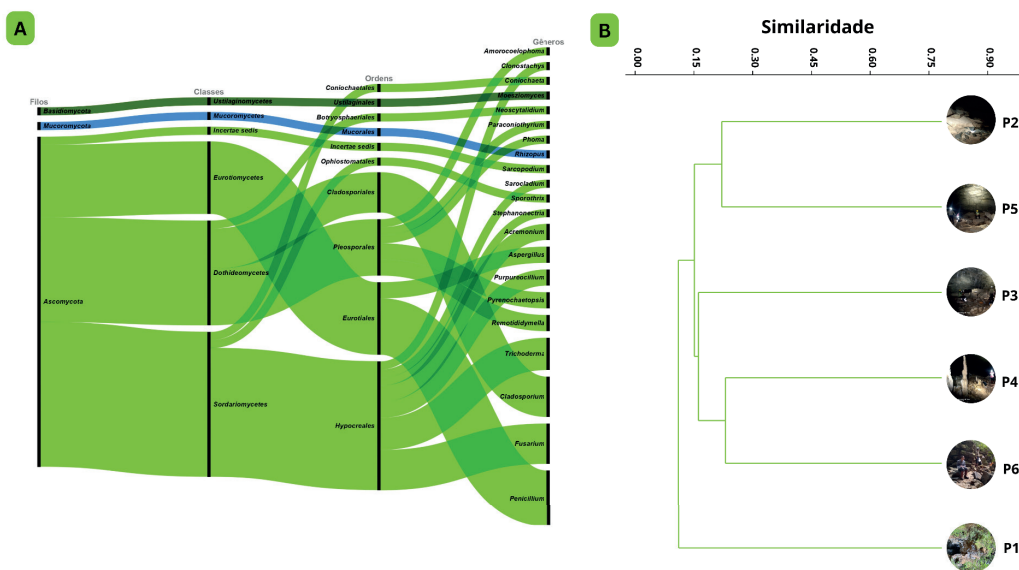 A
Filos
Basidiomycota
Mucoromycota
Ascomycota
Classes
Ustilaginomycetes
Mucoromycetes
Incertae sedis
Eurotiomycetes
Dothideomycetes
Sordariomycetes
Ordens
Coniochaetales
Ustilaginales
Botryosphaeriales
Mucorales
Incertae sedis
Ophiostomatales
Cladosporiales
Pleosporales
Eurotiales
Hypocreales
Gêneros
Amorocoelophoma
Clonostachys
Coniochaeta
Moesziomyces
Neoscytalidium
Paraconiothyrium
Phoma
Rhizopus
Sarcopodium
Sarocladium
Sporothrix
Stephanonectria
Acremonium
Aspergillus
Purpureocillium
Pyrenochaetopsis
Remotididymella
Trichoderma
Cladosporium
Fusarium
Penicillium
B
Similaridade
0.00 0.15 0.30 0.45 0.60 0.75 0.90
P2
P5
P3
P4
P6
P1